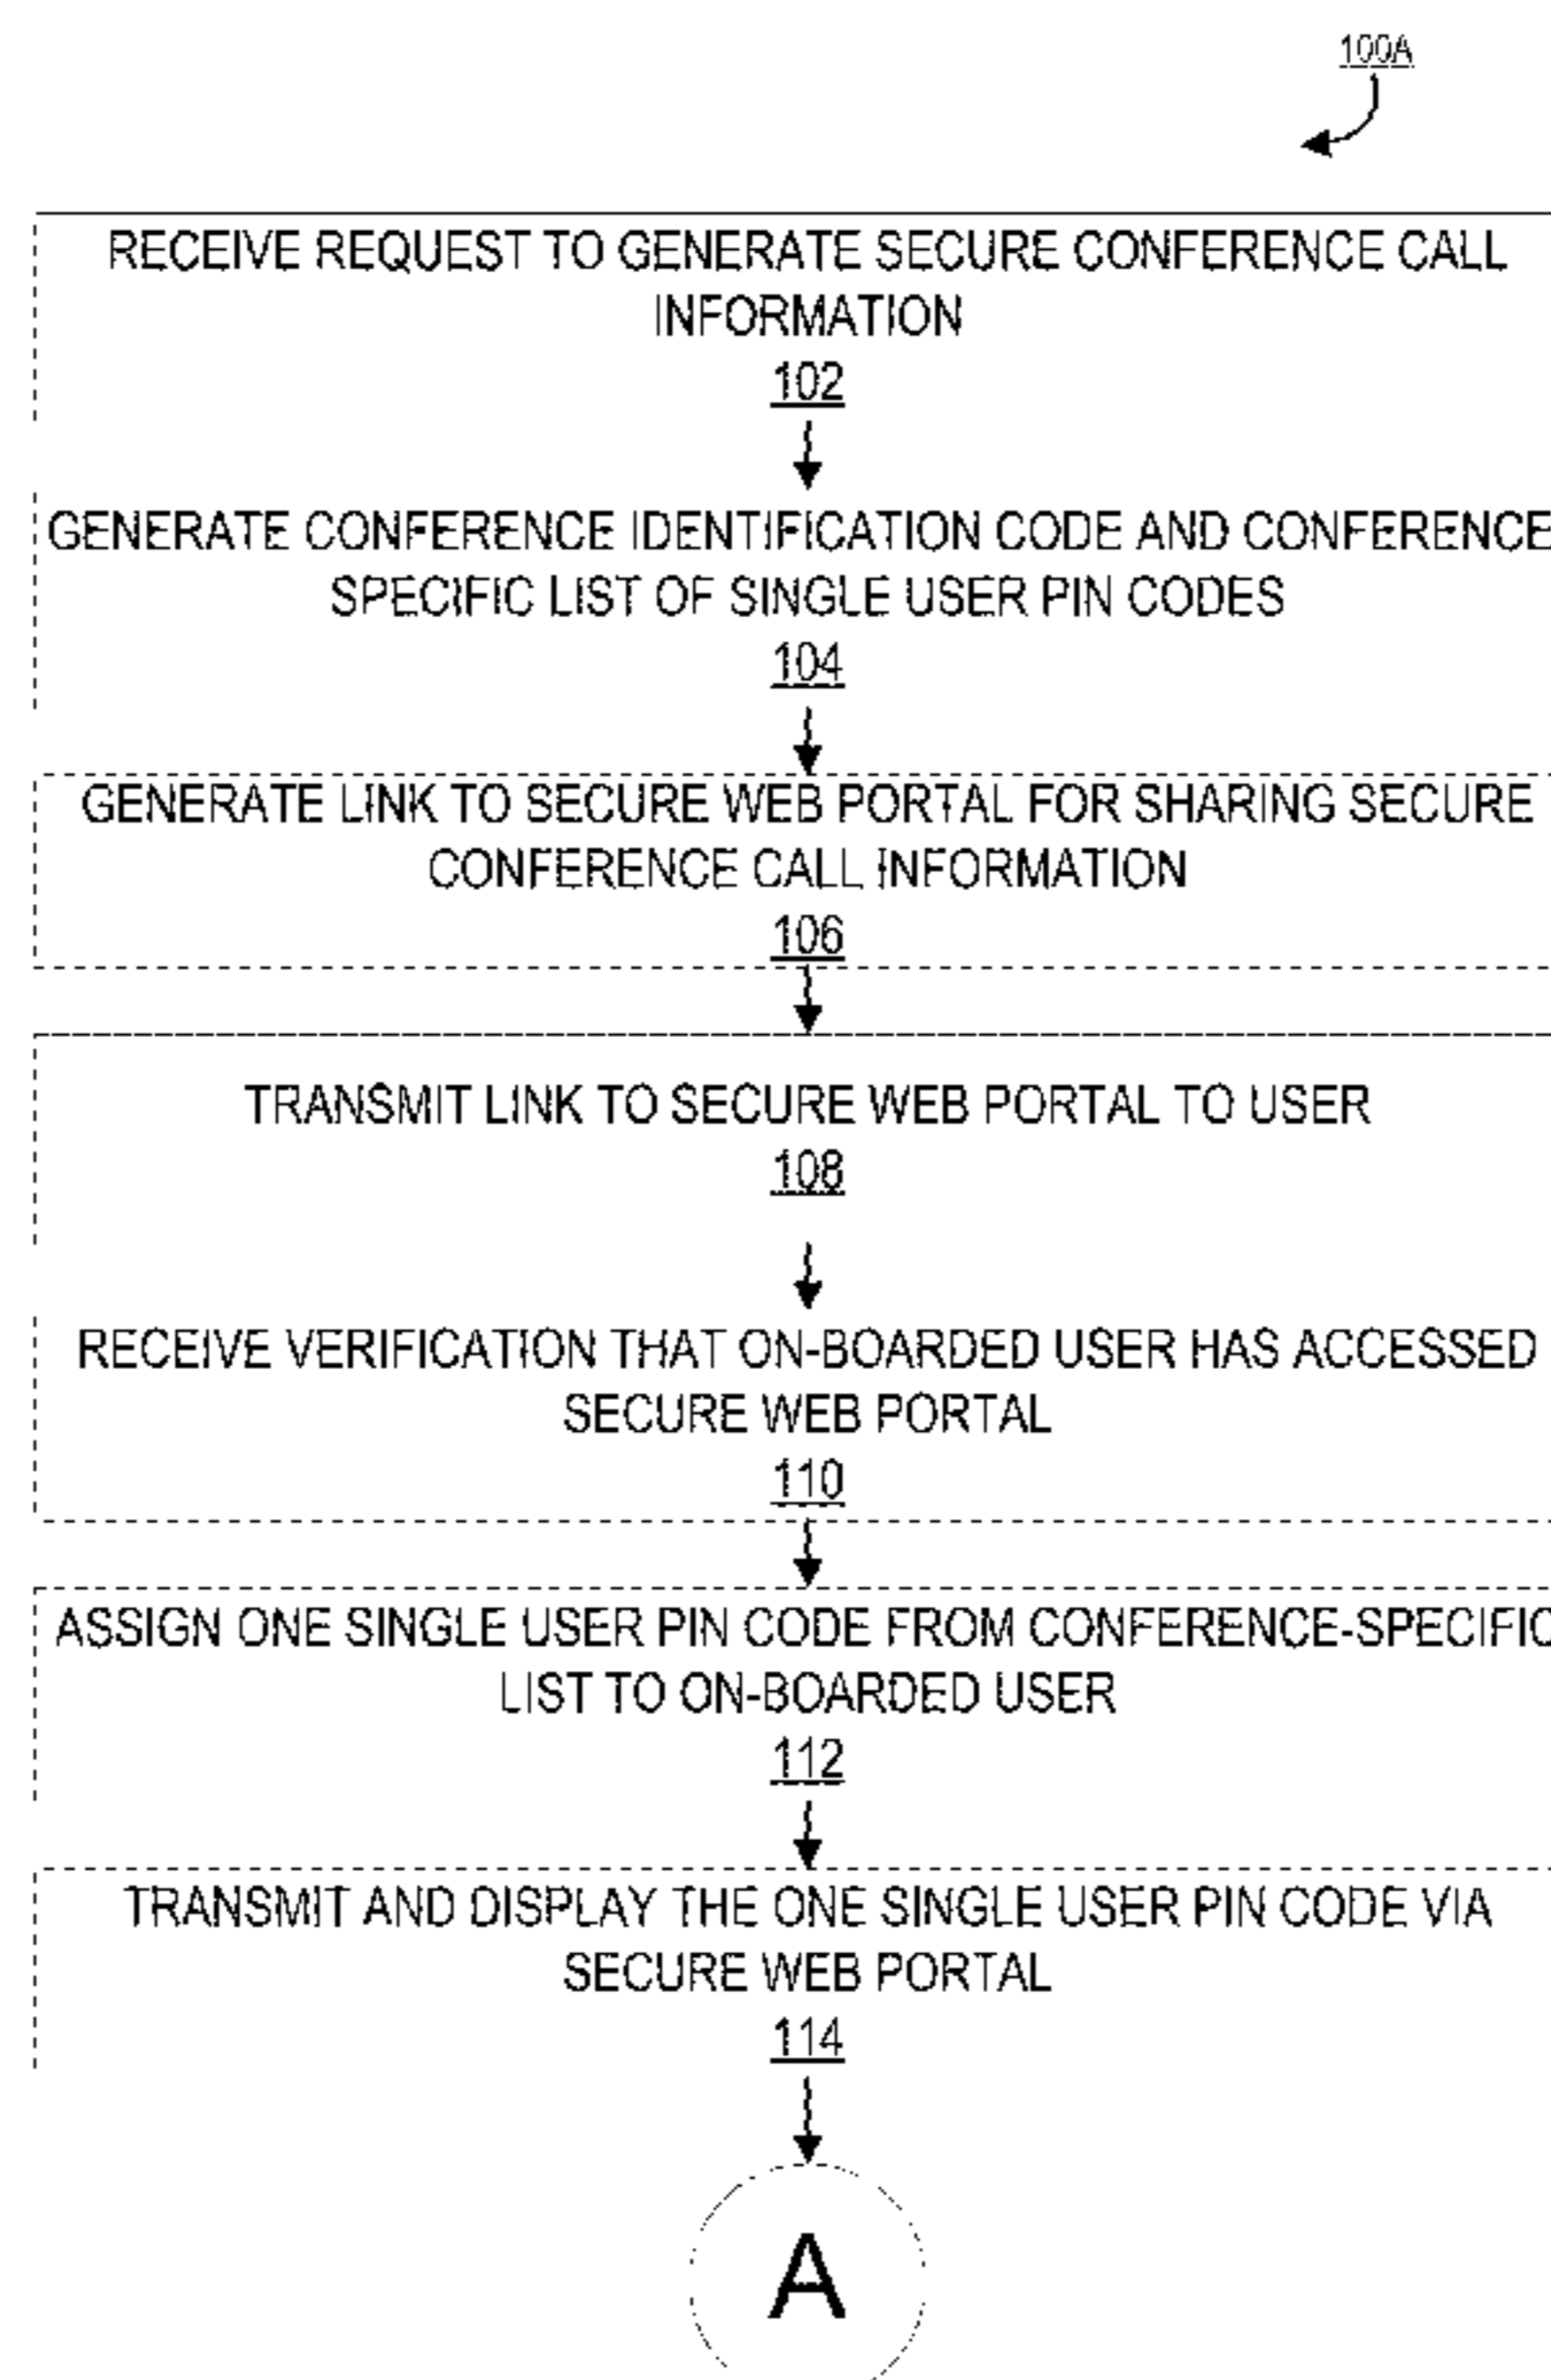 100A
RECEIVE REQUEST TO GENERATE SECURE CONFERENCE CALL
INFORMATION
102
GENERATE CONFERENCE IDENTIFICATION CODE AND CONFERENCE
SPECIFIC LIST OF SINGLE USER PIN CODES
104
GENERATE LINK TO SECURE WEB PORTAL FOR SHARING SECURE
CONFERENCE CALL INFORMATION
106
TRANSMIT LINK TO SECURE WEB PORTAL TO USER
108
RECEIVE VERIFICATION THAT ON-BOARDED USER HAS ACCESSED
SECURE WEB PORTAL
110
ASSIGN ONE SINGLE USER PIN CODE FROM CONFERENCE-SPECIFIC
LIST TO ON-BOARDED USER
112
TRANSMIT AND DISPLAY THE ONE SINGLE USER PIN CODE VIA
SECURE WEB PORTAL
114
A